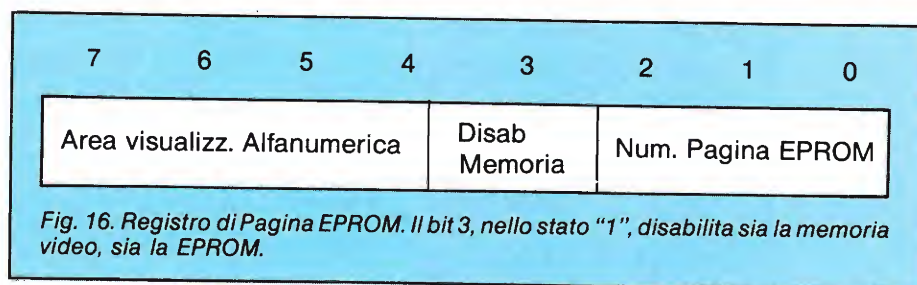 7 6 5 4 3 2 1 0
Area visualizz. Alfanumerica
Disab
Memoria
Num. Pagina EPROM
Fig. 16. Registro di Pagina EPROM. Il bit 3, nello stato "1", disabilita sia la memoria
video, sia la EPROM.